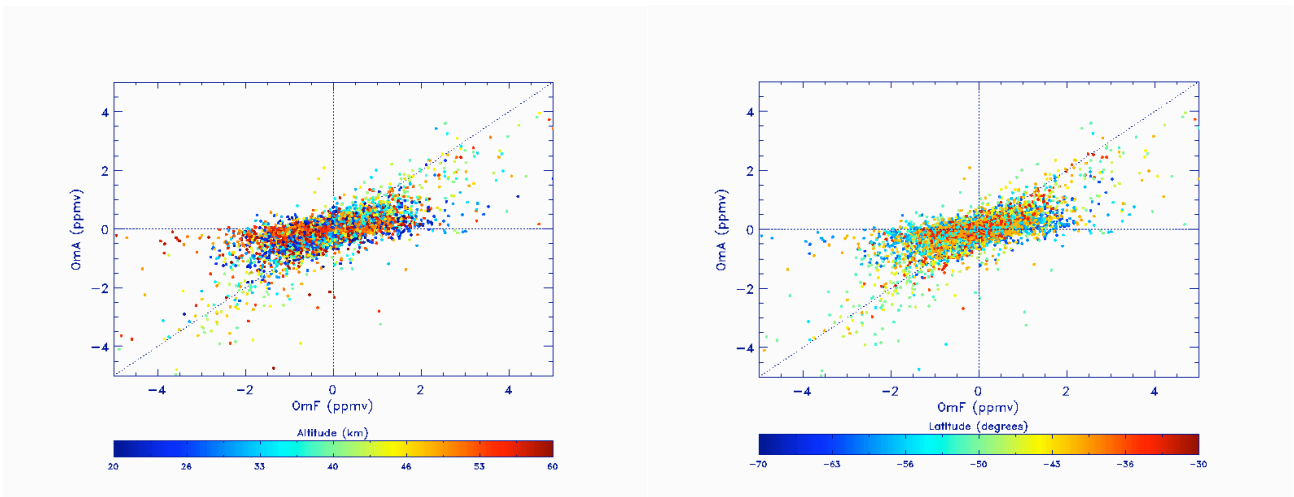 4
2
0
−2
−4
OmA (ppmv)
−4 −2 0 2 4
OmF (ppmv)
Altitude (km)
20 26 33 40 46 53 60
4
2
0
−2
−4
OmA (ppmv)
−4 −2 0 2 4
OmF (ppmv)
Latitude (degrees)
−70 −63 −56 −50 −43 −36 −30